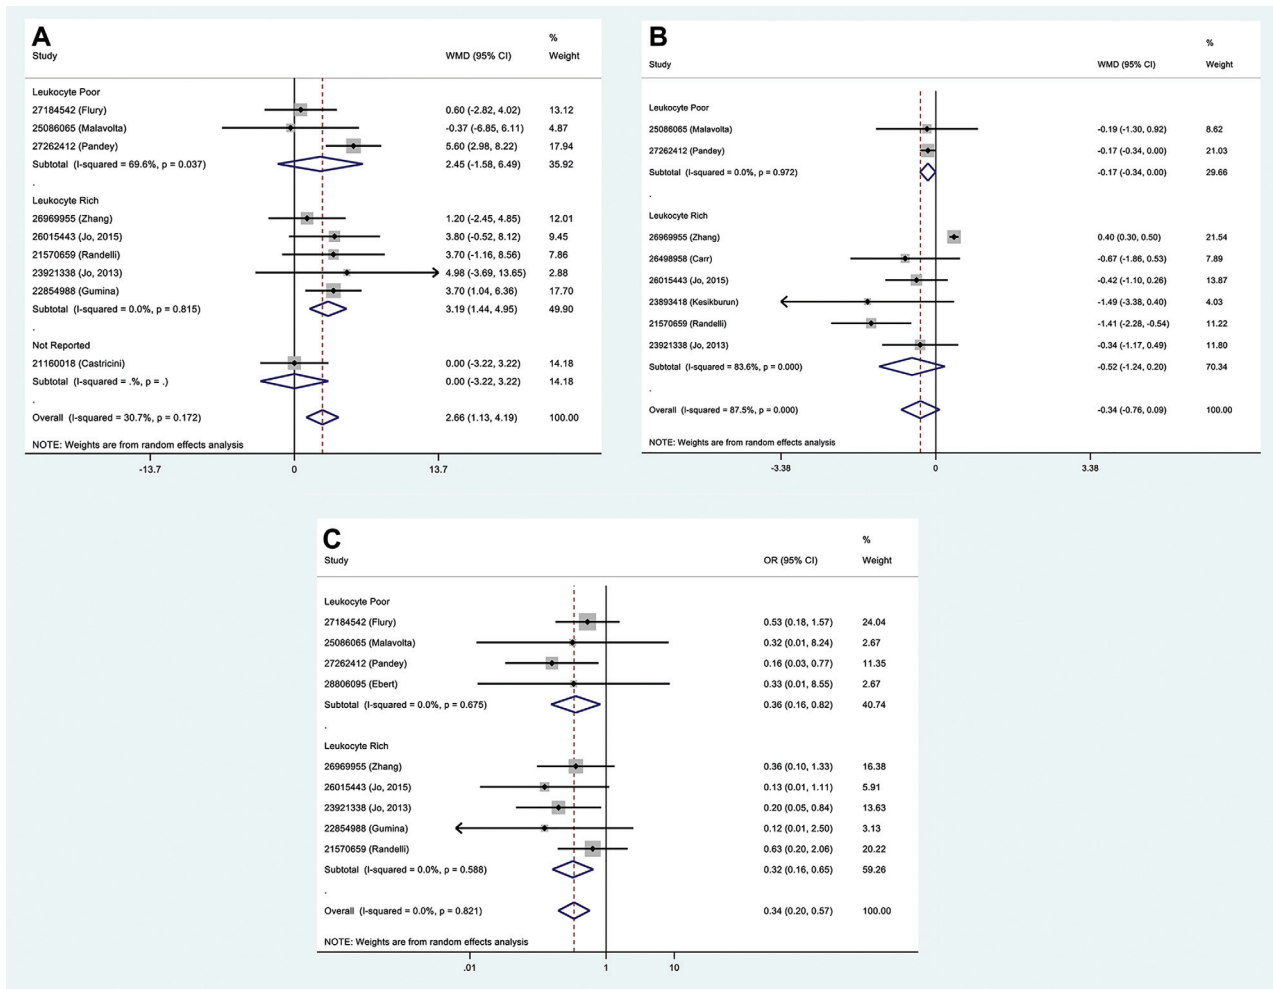 A
%
Study WMD (95% CI) Weight
Leukocyte Poor
27184542 (Flury) 0.60 (-2.82, 4.02) 13.12
25086065 (Malavolta) -0.37 (-6.85, 6.11) 4.87
27262412 (Pandey) 5.60 (2.98, 8.22) 17.94
Subtotal (I-squared = 69.6%, p = 0.037) 2.45 (-1.58, 6.49) 35.92
.
Leukocyte Rich
26969955 (Zhang) 1.20 (-2.45, 4.85) 12.01
26015443 (Jo, 2015) 3.80 (-0.52, 8.12) 9.45
21570659 (Randelli) 3.70 (-1.16, 8.56) 7.86
23921338 (Jo, 2013) 4.98 (-3.69, 13.65) 2.88
22854988 (Gumina) 3.70 (1.04, 6.36) 17.70
Subtotal (I-squared = 0.0%, p = 0.815) 3.19 (1.44, 4.95) 49.90
.
Not Reported
21160018 (Castricini) 0.00 (-3.22, 3.22) 14.18
Subtotal (I-squared = .%, p = .) 0.00 (-3.22, 3.22) 14.18
.
Overall (I-squared = 30.7%, p = 0.172) 2.66 (1.13, 4.19) 100.00
NOTE: Weights are from random effects analysis
-13.7 0 13.7
B
%
Study WMD (95% CI) Weight
Leukocyte Poor
25086065 (Malavolta) -0.19 (-1.30, 0.92) 8.62
27262412 (Pandey) -0.17 (-0.34, 0.00) 21.03
Subtotal (I-squared = 0.0%, p = 0.972) -0.17 (-0.34, 0.00) 29.66
.
Leukocyte Rich
26969955 (Zhang) 0.40 (0.30, 0.50) 21.54
26498958 (Carr) -0.67 (-1.86, 0.53) 7.89
26015443 (Jo, 2015) -0.42 (-1.10, 0.26) 13.87
23893418 (Kesikburun) -1.49 (-3.38, 0.40) 4.03
21570659 (Randelli) -1.41 (-2.28, -0.54) 11.22
23921338 (Jo, 2013) -0.34 (-1.17, 0.49) 11.80
Subtotal (I-squared = 83.6%, p = 0.000) -0.52 (-1.24, 0.20) 70.34
.
Overall (I-squared = 87.5%, p = 0.000) -0.34 (-0.76, 0.09) 100.00
NOTE: Weights are from random effects analysis
-3.38 0 3.38
C
%
Study OR (95% CI) Weight
Leukocyte Poor
27184542 (Flury) 0.53 (0.18, 1.57) 24.04
25086065 (Malavolta) 0.32 (0.01, 8.24) 2.67
27262412 (Pandey) 0.16 (0.03, 0.77) 11.35
28806095 (Ebert) 0.33 (0.01, 8.55) 2.67
Subtotal (I-squared = 0.0%, p = 0.675) 0.36 (0.16, 0.82) 40.74
.
Leukocyte Rich
26969955 (Zhang) 0.36 (0.10, 1.33) 16.38
26015443 (Jo, 2015) 0.13 (0.01, 1.11) 5.91
23921338 (Jo, 2013) 0.20 (0.05, 0.84) 13.63
22854988 (Gumina) 0.12 (0.01, 2.50) 3.13
21570659 (Randelli) 0.63 (0.20, 2.06) 20.22
Subtotal (I-squared = 0.0%, p = 0.588) 0.32 (0.16, 0.65) 59.26
.
Overall (I-squared = 0.0%, p = 0.821) 0.34 (0.20, 0.57) 100.00
NOTE: Weights are from random effects analysis
.01 1 10